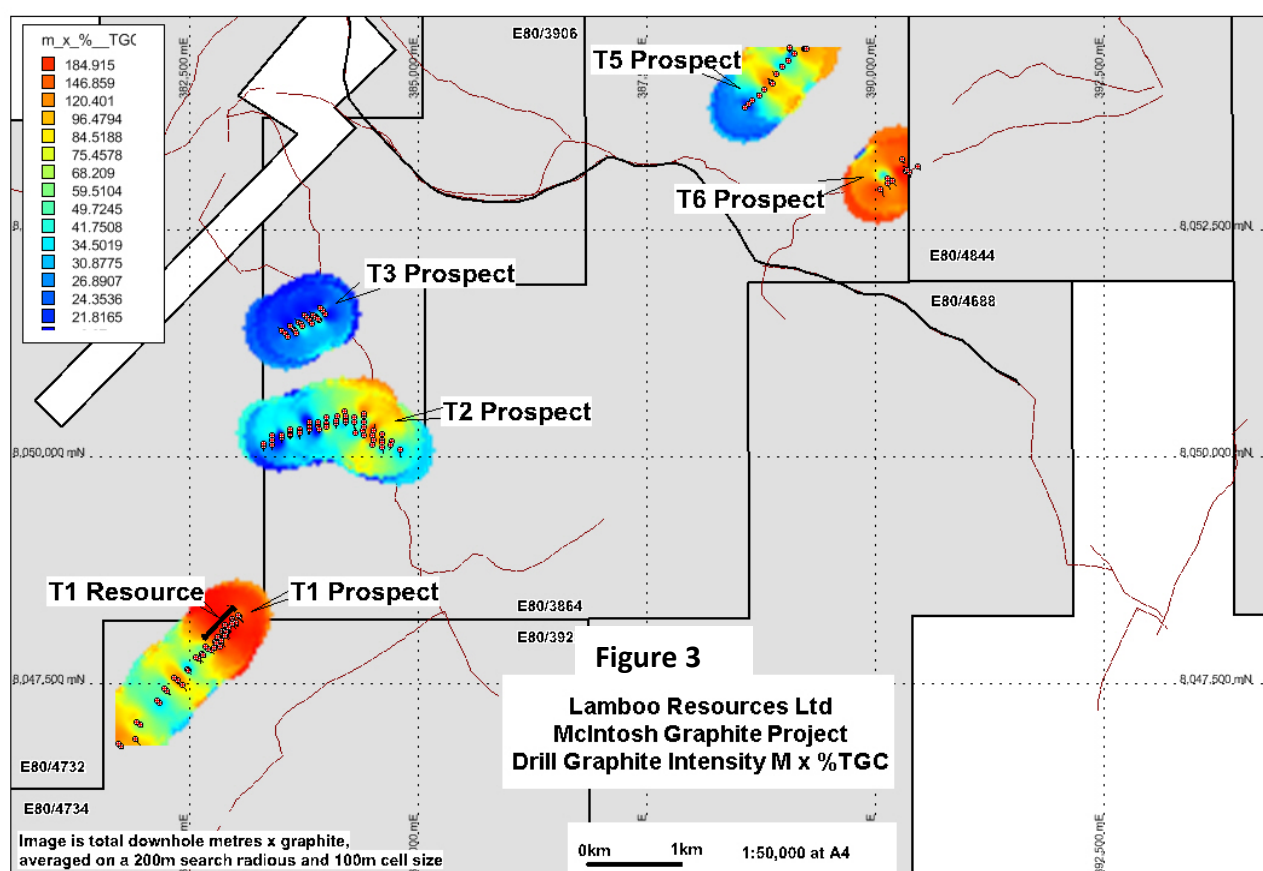 m_x_%__TGC
184.915
146.859
120.401
96.4794
84.5188
75.4578
68.209
59.5104
49.7245
41.7508
34.5019
30.8775
26.8907
24.3536
21.8165
382,500 mE
385,000 mE
E80/3906
390,000 mE
392,500 mE
T5 Prospect
T6 Prospect
8,052,500 mN
E80/4844
E80/4688
T3 Prospect
T2 Prospect
8,050,000 mN
8,050,000 mN
T1 Resource
T1 Prospect
E80/3864
E80/392
8,047,500 mN
8,047,500 mN
Figure 3
Lamboo Resources Ltd
McIntosh Graphite Project
Drill Graphite Intensity M x %TGC
E80/4732
E80/4734
Image is total downhole metres x graphite,
averaged on a 200m search radious and 100m cell size
0km 1km 1:50,000 at A4
392,500 mE